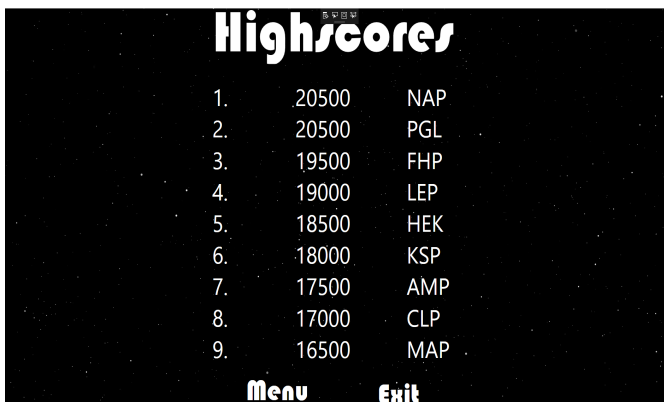 Highscores
1. 20500 NAP
2. 20500 PGL
3. 19500 FHP
4. 19000 LEP
5. 18500 HEK
6. 18000 KSP
7. 17500 AMP
8. 17000 CLP
9. 16500 MAP
Menu Exit